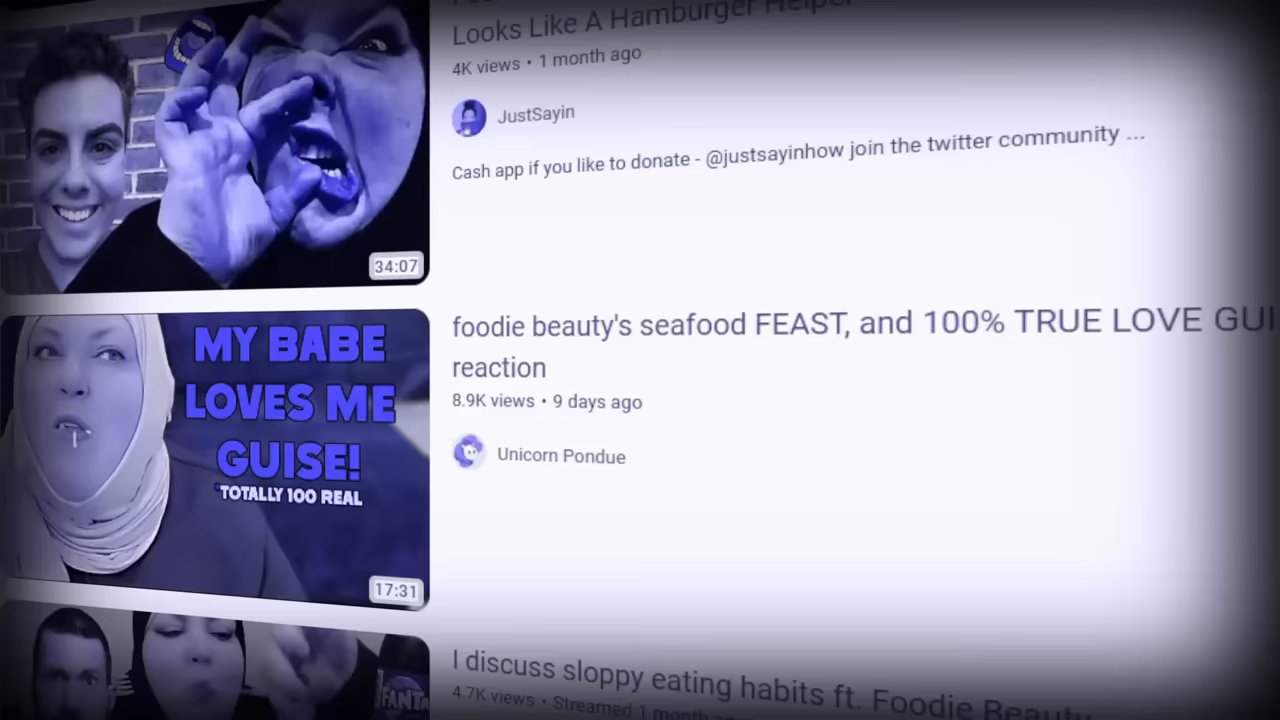 Looks Like A Hamburger Helper
4K views • 1 month ago
JustSayin
Cash app if you like to donate - @justsayinhow join the twitter community ...
34:07
MY BABE
LOVES ME
GUISE!
*TOTALLY 100 REAL
17:31
foodie beauty's seafood FEAST, and 100% TRUE LOVE GUI
reaction
8.9K views • 9 days ago
Unicorn Pondue
FANTA
I discuss sloppy eating habits ft. Foodie Beauty
4.7K views • Streamed 1 month ago